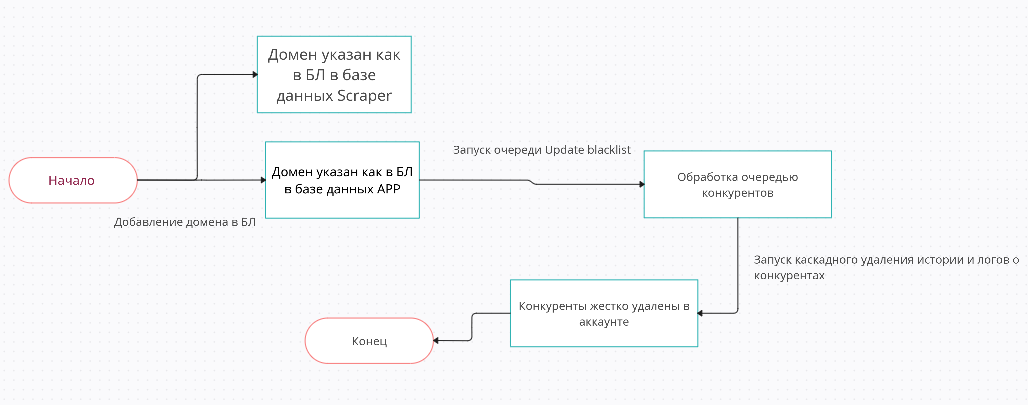 Домен указан как
в БЛ в базе
данных Scraper
Начало
Добавление домена в БЛ
Домен указан как в БЛ
в базе данных APP
Запуск очереди Update blacklist
Обработка очередью
конкурентов
Запуск каскадного удаления истории и логов о
конкурентах
Конкуренты жестко удалены в
аккаунте
Конец